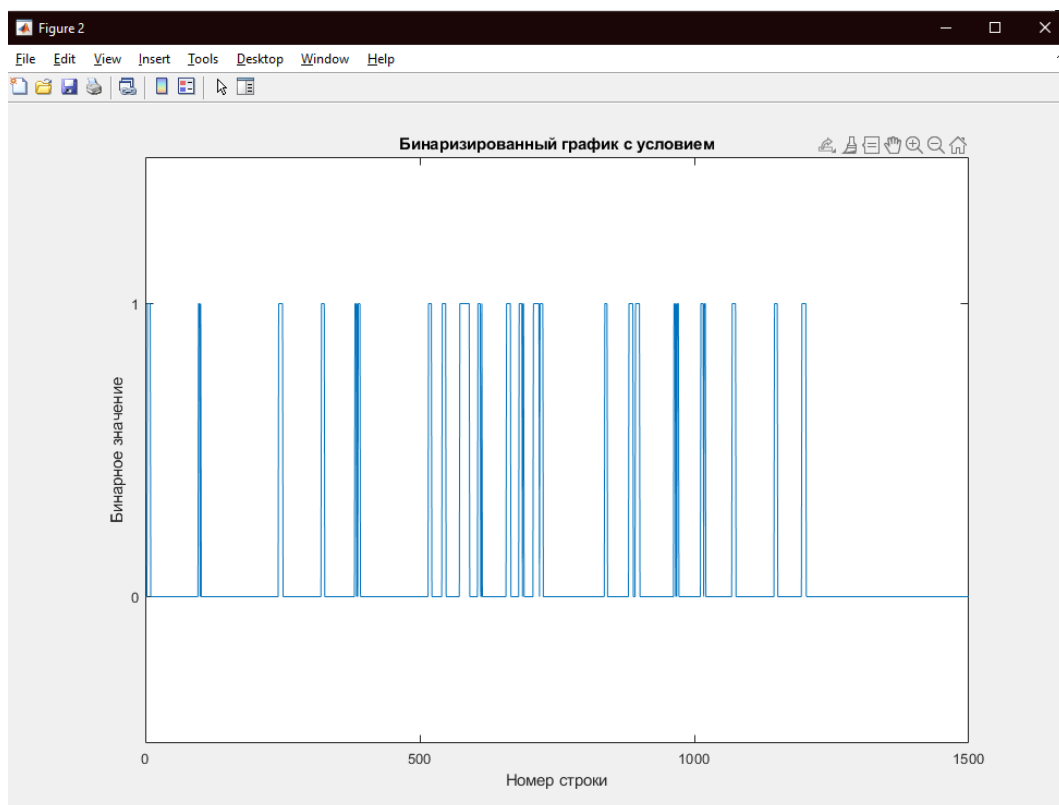 Figure 2
File Edit View Insert Tools Desktop Window Help
Бинаризированный график с условием
1
0
Бинарное значение
0 500 1000 1500
Номер строки